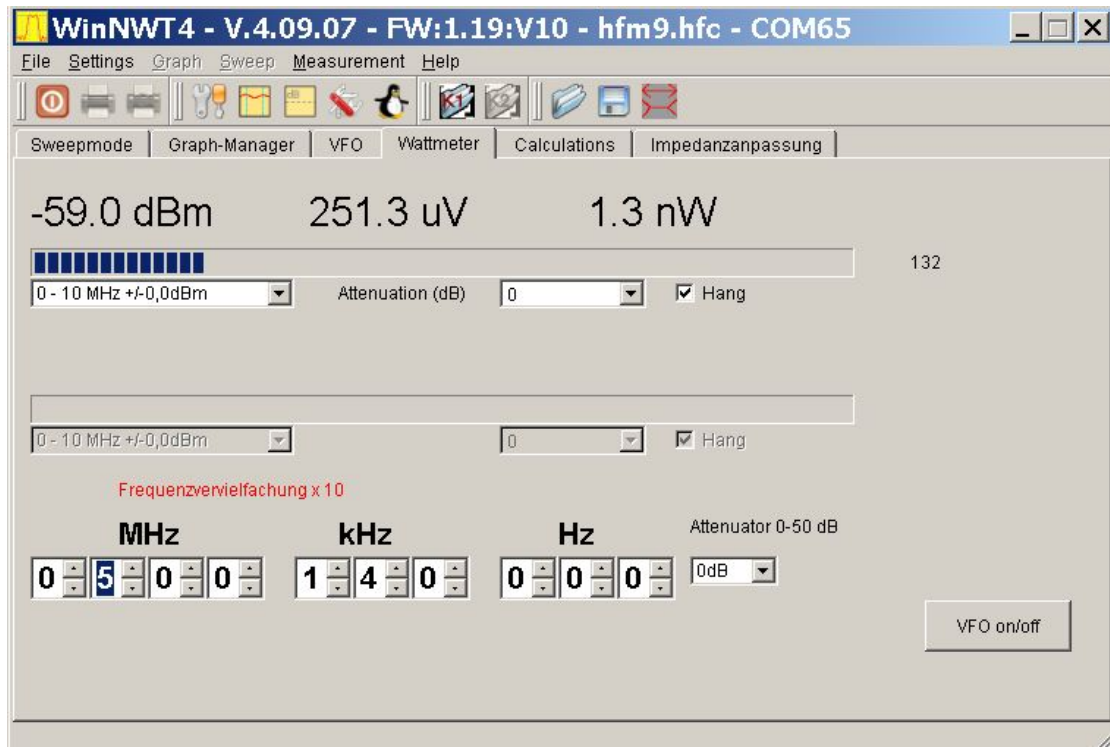 WinNWT4 - V.4.09.07 - FW:1.19:V10 - hfm9.hfc - COM65
File Settings Graph Sweep Measurement Help
K1 K2
Sweepmode Graph-Manager VFO Wattmeter Calculations Impedanzanpassung
-59.0 dBm 251.3 uV 1.3 nW
132
0 - 10 MHz +/-0,0dBm Attenuation (dB) 0 Hang
0 - 10 MHz +/-0,0dBm 0 Hang
Frequenzvervielfachung x 10
MHz kHz Hz Attenuator 0-50 dB
0 5 0 0 1 4 0 0 0 0 0dB
VFO on/off